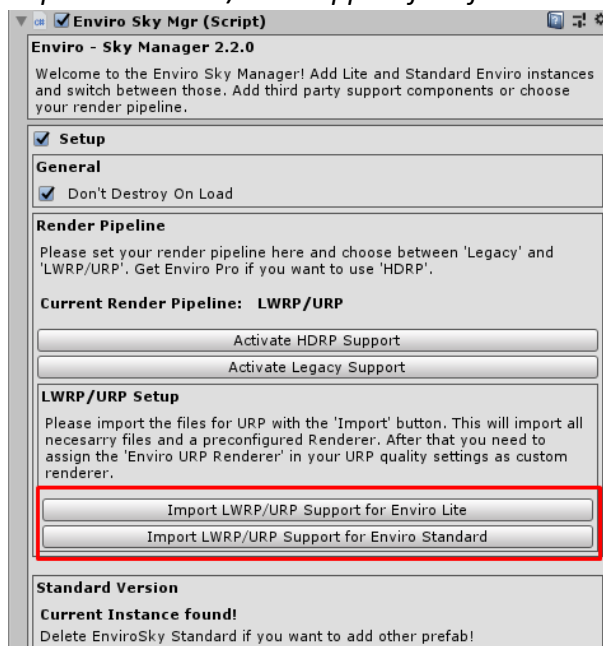 Enviro Sky Mgr (Script)
Enviro - Sky Manager 2.2.0
Welcome to the Enviro Sky Manager! Add Lite and Standard Enviro instances
and switch between those. Add third party support components or choose
your render pipeline.
Setup
General
Don't Destroy On Load
Render Pipeline
Please set your render pipeline here and choose between 'Legacy' and
'LWRP/URP'. Get Enviro Pro if you want to use 'HDRP'.
Current Render Pipeline: LWRP/URP
Activate HDRP Support
Activate Legacy Support
LWRP/URP Setup
Please import the files for URP with the 'Import' button. This will import all
necesarry files and a preconfigured Renderer. After that you need to
assign the 'Enviro URP Renderer' in your URP quality settings as custom
renderer.
Import LWRP/URP Support for Enviro Lite
Import LWRP/URP Support for Enviro Standard
Standard Version
Current Instance found!
Delete EnviroSky Standard if you want to add other prefab!